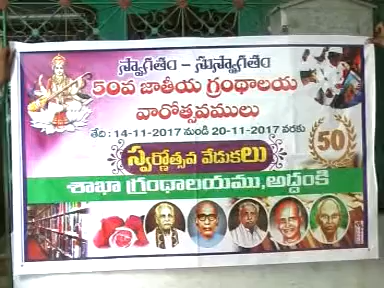 స్వాగతం - సుస్వాగతం
50వ జాతీయ గ్రంథాలయ
వారోత్సవములు
తేది : 14-11-2017 నుండి 20-11-2017 వరకు
50
స్వర్ణోత్సవ వేడుకలు
శాఖా గ్రంథాలయము, అద్దంకి